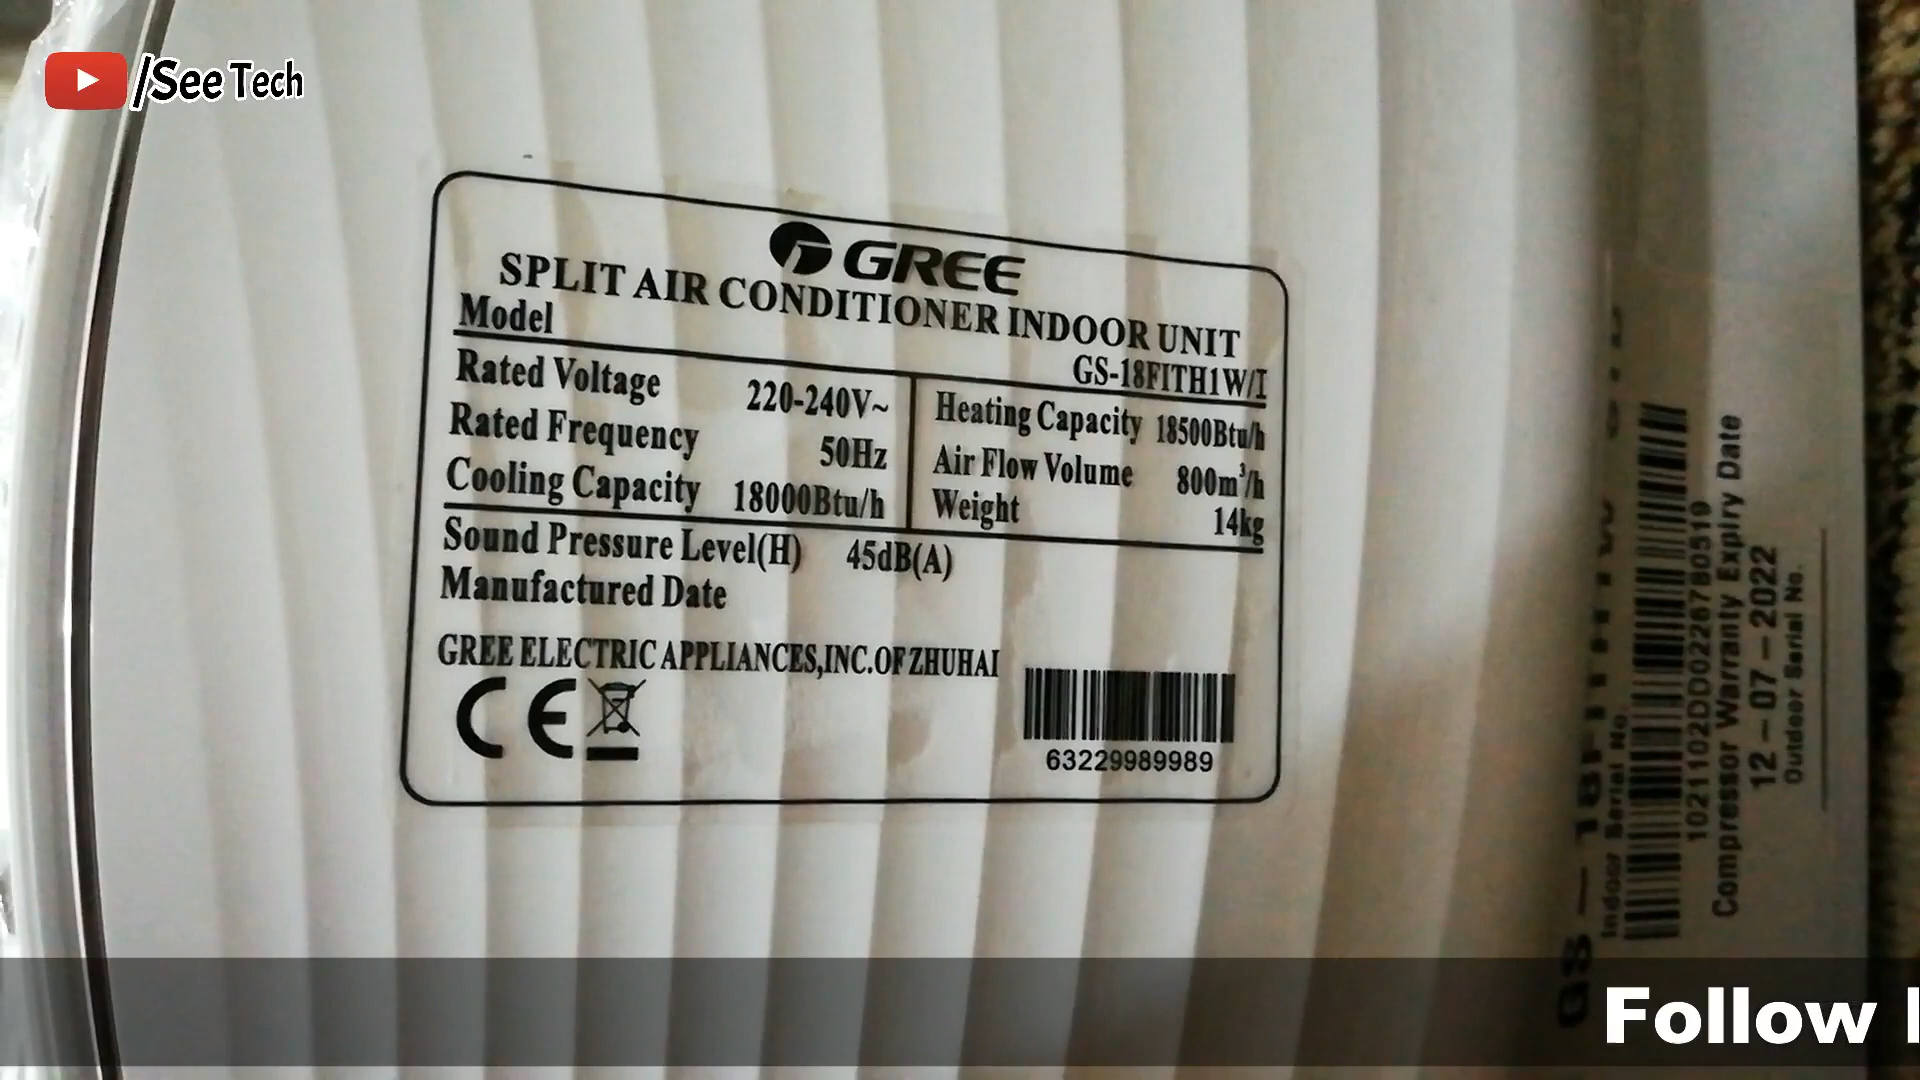 /See Tech
GREE
SPLIT AIR CONDITIONER INDOOR UNIT
Model GS-18FITH1W/I
Rated Voltage 220-240V~
Rated Frequency 50Hz
Cooling Capacity 18000Btu/h
Heating Capacity 18500Btu/h
Air Flow Volume 800m³/h
Weight 14kg
Sound Pressure Level(H) 45dB(A)
Manufactured Date
GREE ELECTRIC APPLIANCES,INC.OF ZHUHAI
CE
63229989989
Indoor Serial No.
1021102DD02267B0519
Compressor Warranty Expiry Date
12-07-2022
Outdoor Serial No.
Follow